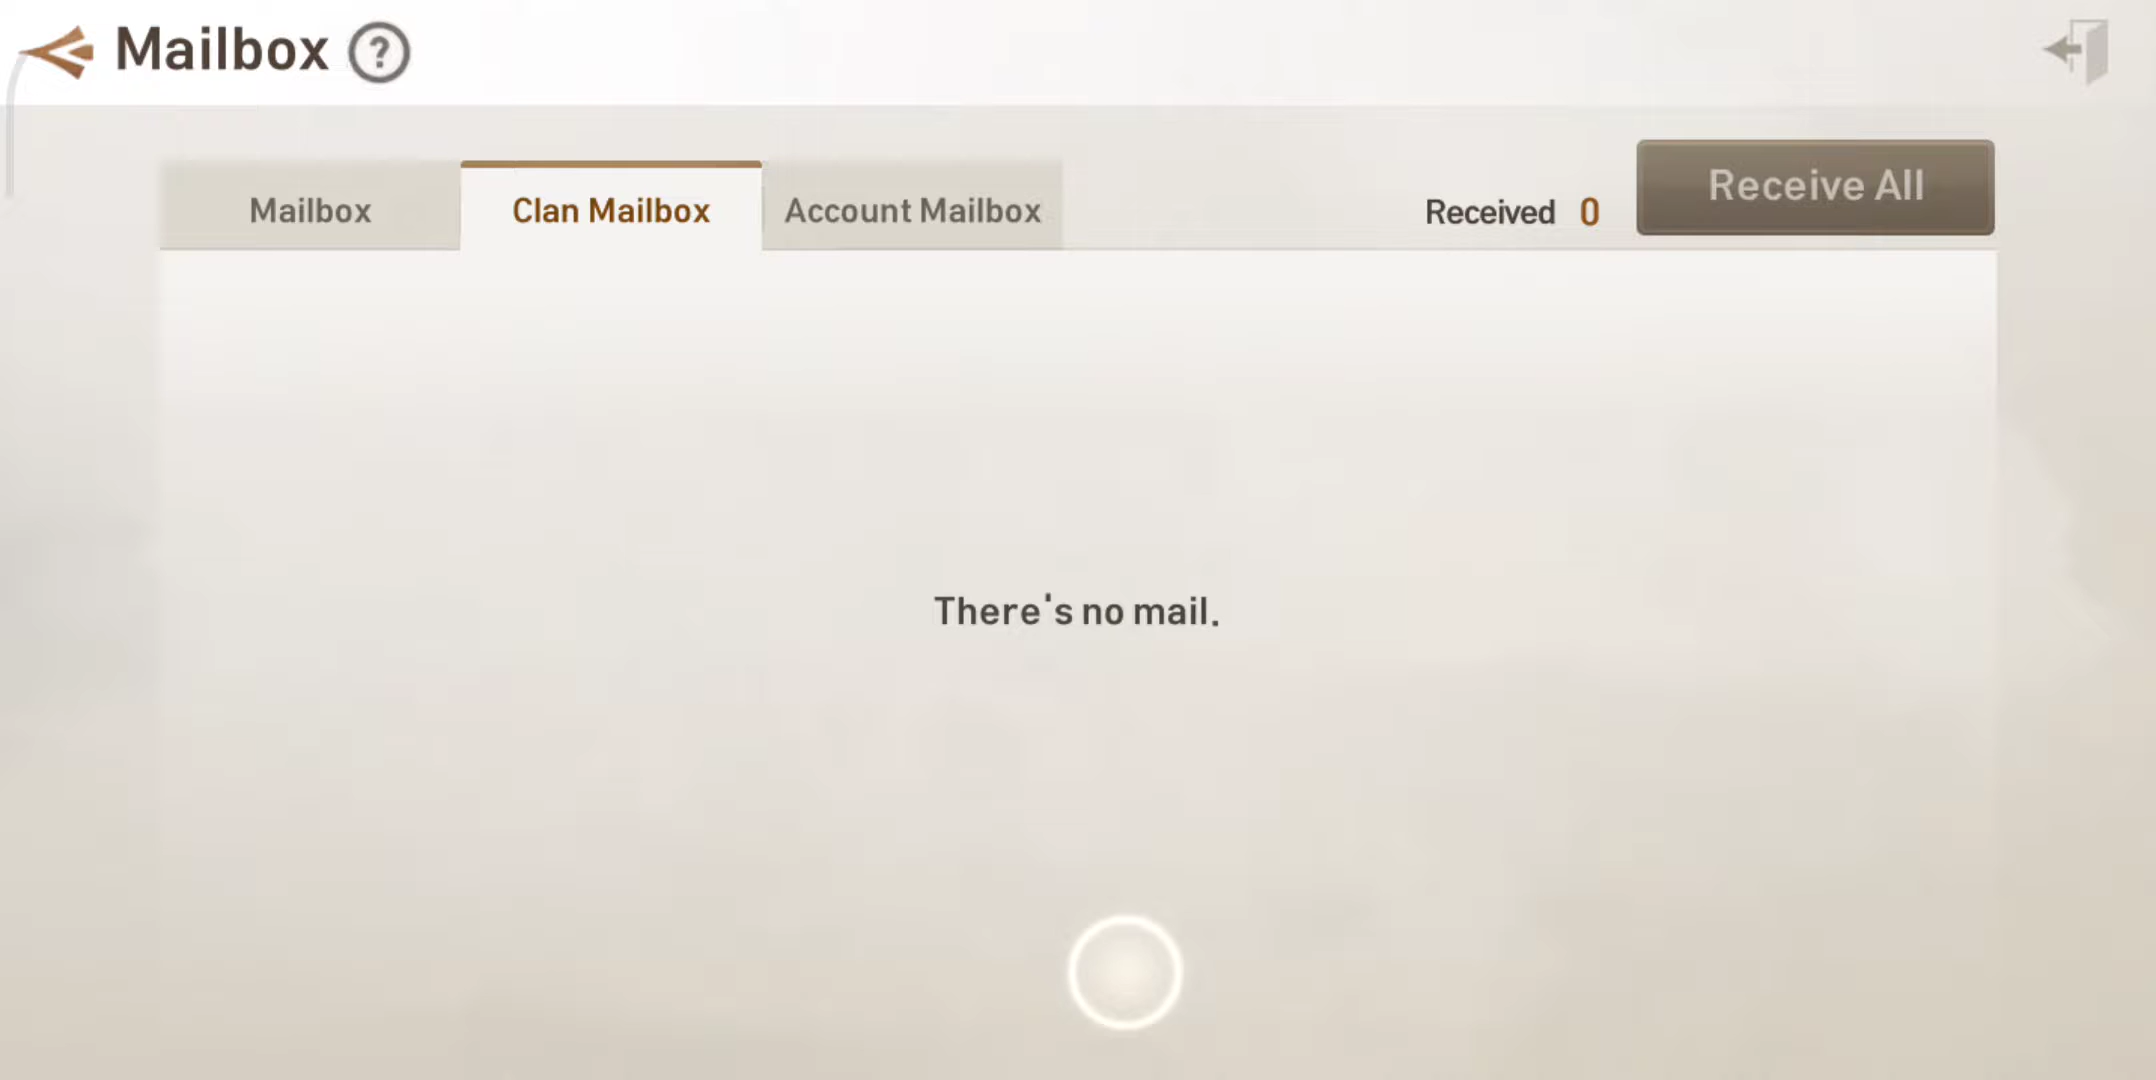 Mailbox ?
Mailbox
Clan Mailbox
Account Mailbox
Received 0
Receive All
There's no mail.